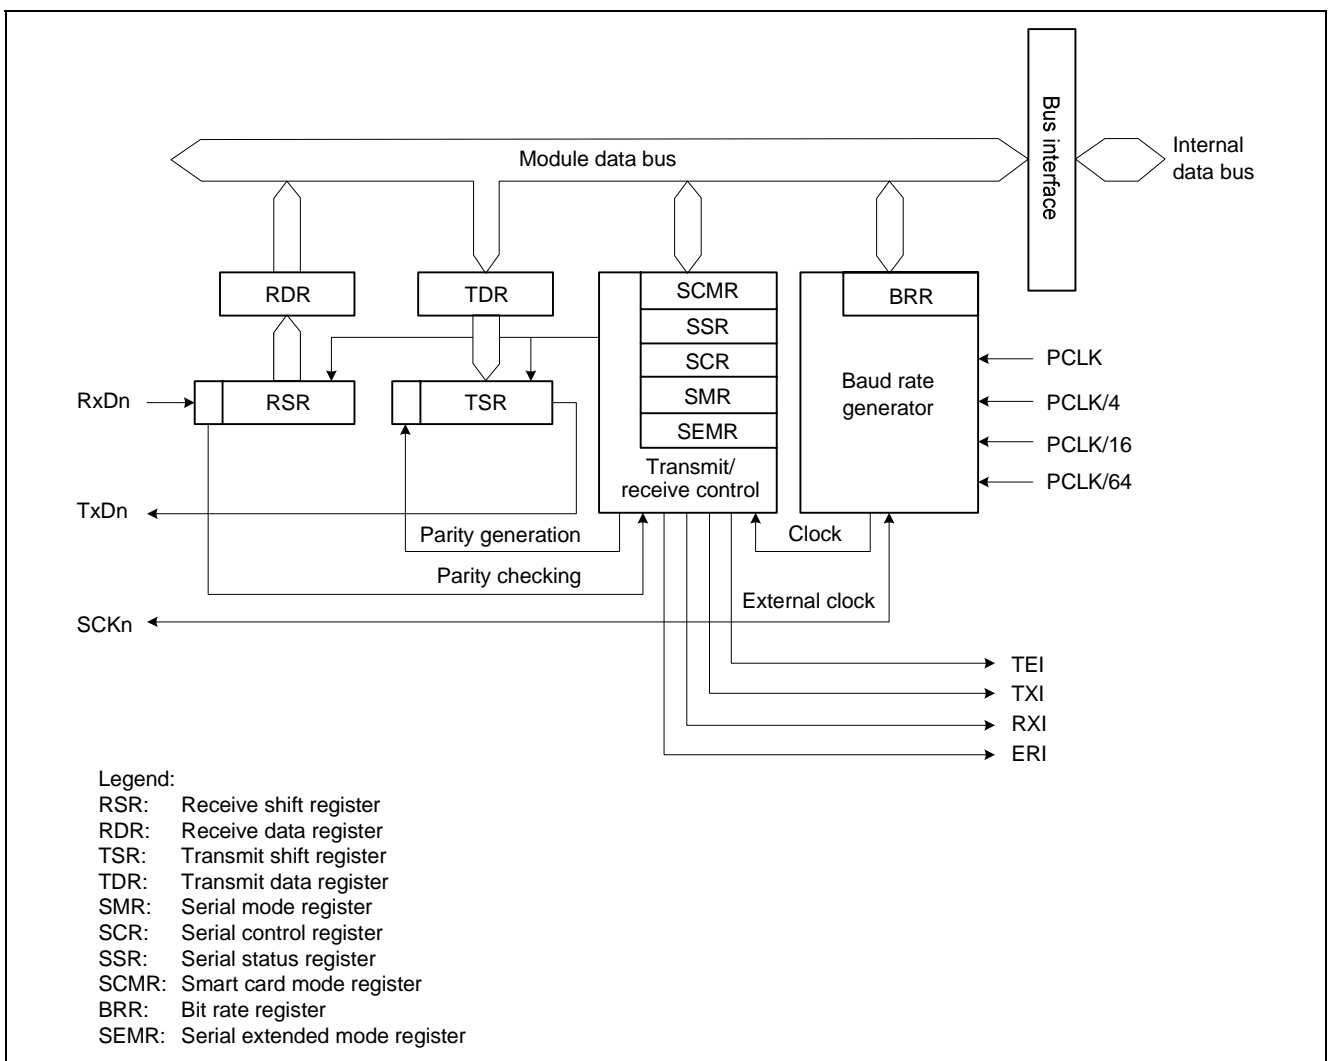 Bus interface
Module data bus
Internal
data bus
RDR
TDR
SCMR
BRR
SSR
SCR
SMR
SEMR
RSR
TSR
Transmit/
receive control
Baud rate
generator
PCLK
PCLK/4
PCLK/16
PCLK/64
RxDn
TxDn
Parity generation
Clock
Parity checking
External clock
SCKn
TEI
TXI
RXI
ERI
Legend:
RSR: Receive shift register
RDR: Receive data register
TSR: Transmit shift register
TDR: Transmit data register
SMR: Serial mode register
SCR: Serial control register
SSR: Serial status register
SCMR: Smart card mode register
BRR: Bit rate register
SEMR: Serial extended mode register